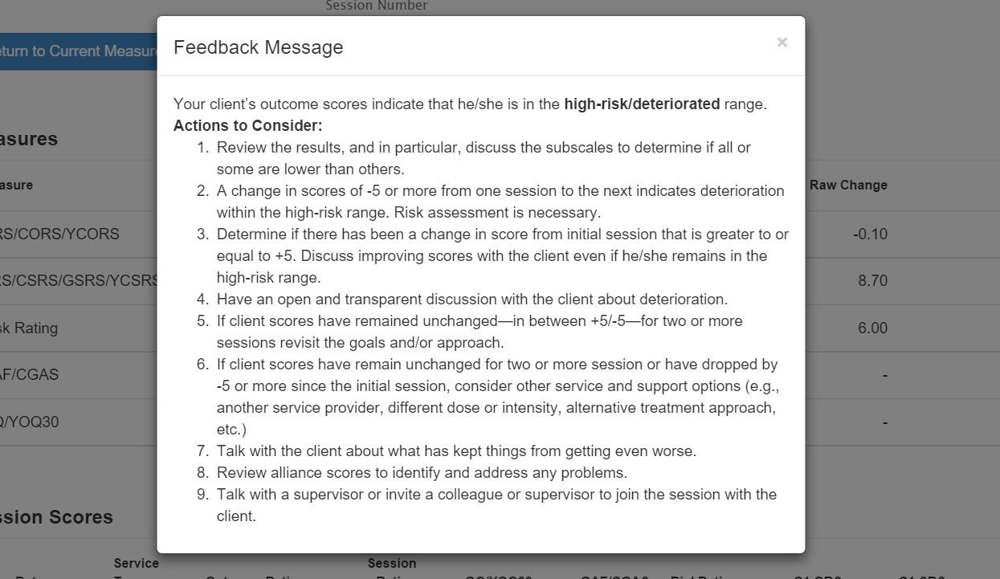 Session Number
eturn to Current Measure
Feedback Message
×
Your client's outcome scores indicate that he/she is in the high-risk/deteriorated range.
Actions to Consider:
1. Review the results, and in particular, discuss the subscales to determine if all or
some are lower than others.
2. A change in scores of -5 or more from one session to the next indicates deterioration
within the high-risk range. Risk assessment is necessary.
3. Determine if there has been a change in score from initial session that is greater to or
equal to +5. Discuss improving scores with the client even if he/she remains in the
high-risk range.
4. Have an open and transparent discussion with the client about deterioration.
5. If client scores have remained unchanged—in between +5/-5—for two or more
sessions revisit the goals and/or approach.
6. If client scores have remain unchanged for two or more session or have dropped by
-5 or more since the initial session, consider other service and support options (e.g.,
another service provider, different dose or intensity, alternative treatment approach,
etc.)
7. Talk with the client about what has kept things from getting even worse.
8. Review alliance scores to identify and address any problems.
9. Talk with a supervisor or invite a colleague or supervisor to join the session with the
client.
asures
asure Raw Change
RS/CORS/YCORS -0.10
RS/CSRS/GSRS/YCSRS 8.70
sk Rating 6.00
AF/CGAS -
Q/YOQ30 -
ssion Scores
Service Session